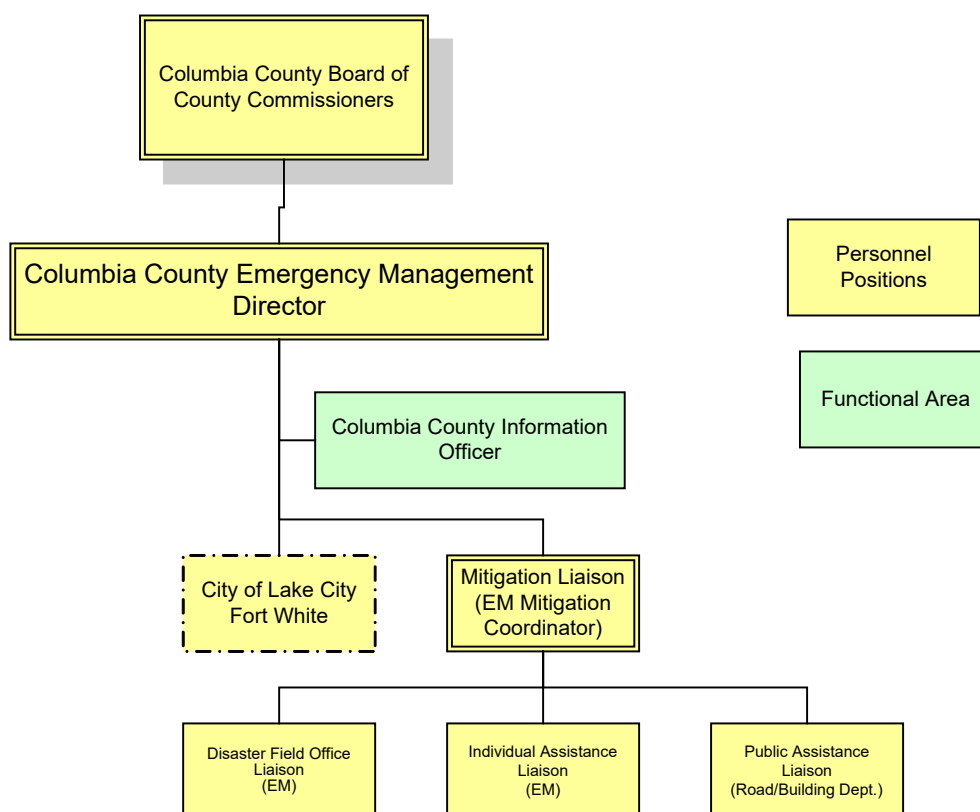 Columbia County Board of
County Commissioners
Columbia County Emergency Management
Director
Personnel
Positions
Functional Area
Columbia County Information
Officer
City of Lake City
Fort White
Mitigation Liaison
(EM Mitigation
Coordinator)
Disaster Field Office
Liaison
(EM)
Individual Assistance
Liaison
(EM)
Public Assistance
Liaison
(Road/Building Dept.)